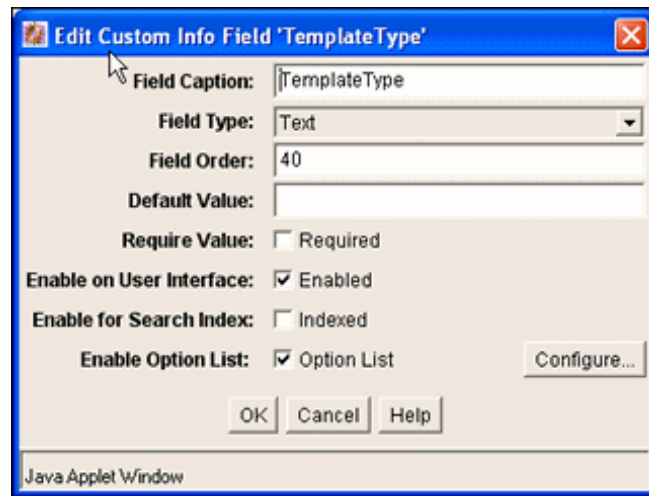 Edit Custom Info Field 'TemplateType'
Field Caption: TemplateType
Field Type: Text
Field Order: 40
Default Value:
Require Value: Required
Enable on User Interface: Enabled
Enable for Search Index: Indexed
Enable Option List: Option List Configure...
OK Cancel Help
Java Applet Window